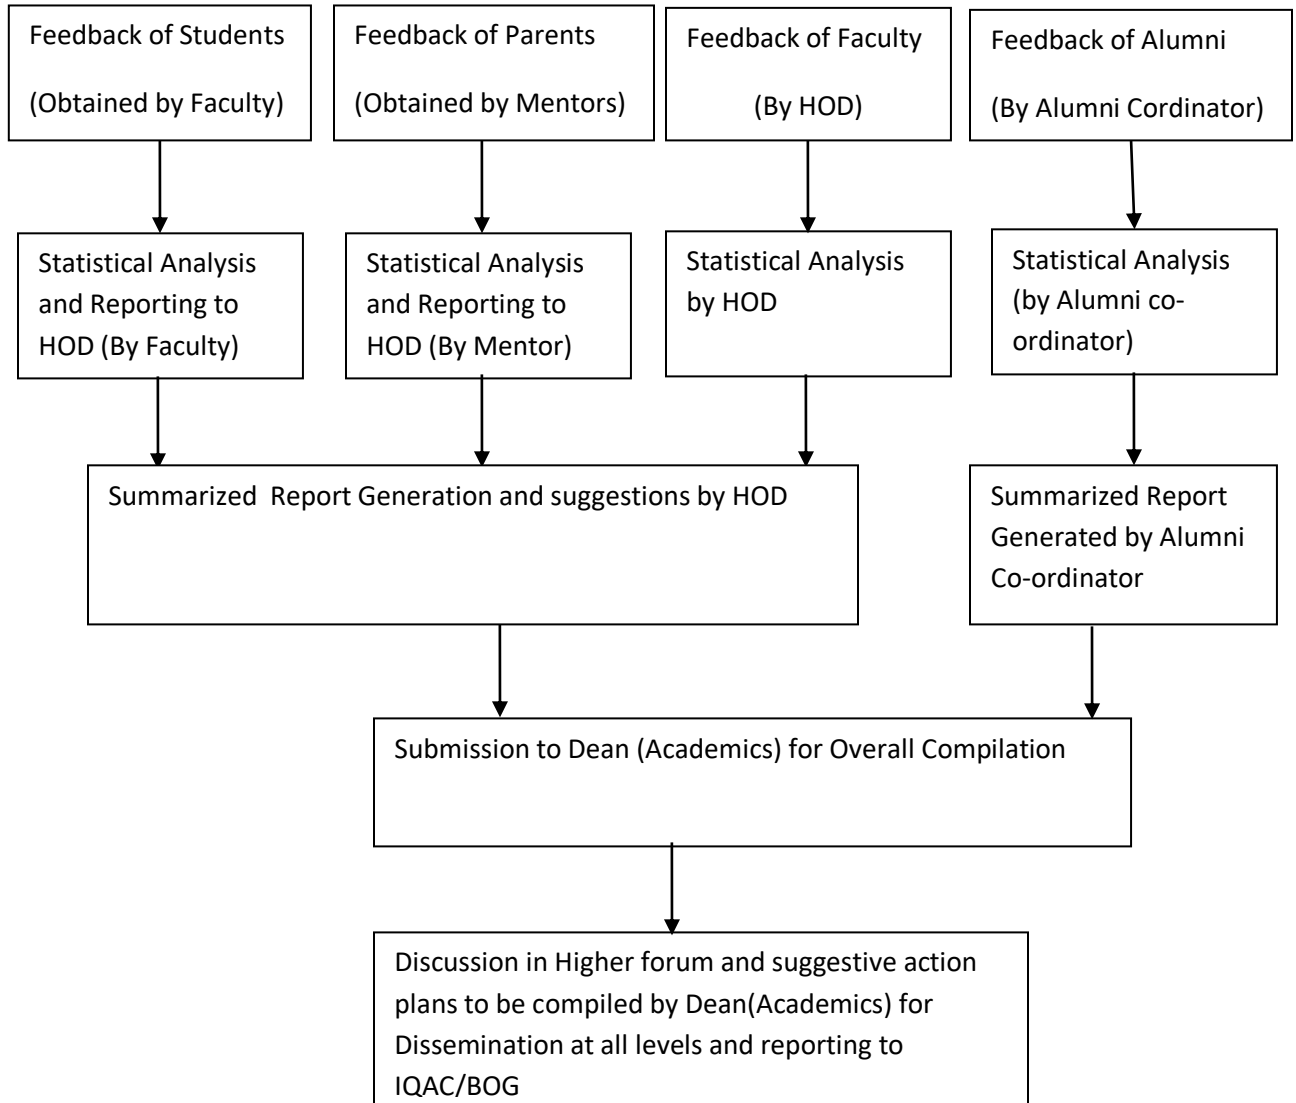 Feedback of Students
(Obtained by Faculty)
Feedback of Parents
(Obtained by Mentors)
Feedback of Faculty
(By HOD)
Feedback of Alumni
(By Alumni Cordinator)
Statistical Analysis
and Reporting to
HOD (By Faculty)
Statistical Analysis
and Reporting to
HOD (By Mentor)
Statistical Analysis
by HOD
Statistical Analysis
(by Alumni co-
ordinator)
Summarized  Report Generation and suggestions by HOD
Summarized Report
Generated by Alumni
Co-ordinator
Submission to Dean (Academics) for Overall Compilation
Discussion in Higher forum and suggestive action
plans to be compiled by Dean(Academics) for
Dissemination at all levels and reporting to
IQAC/BOG